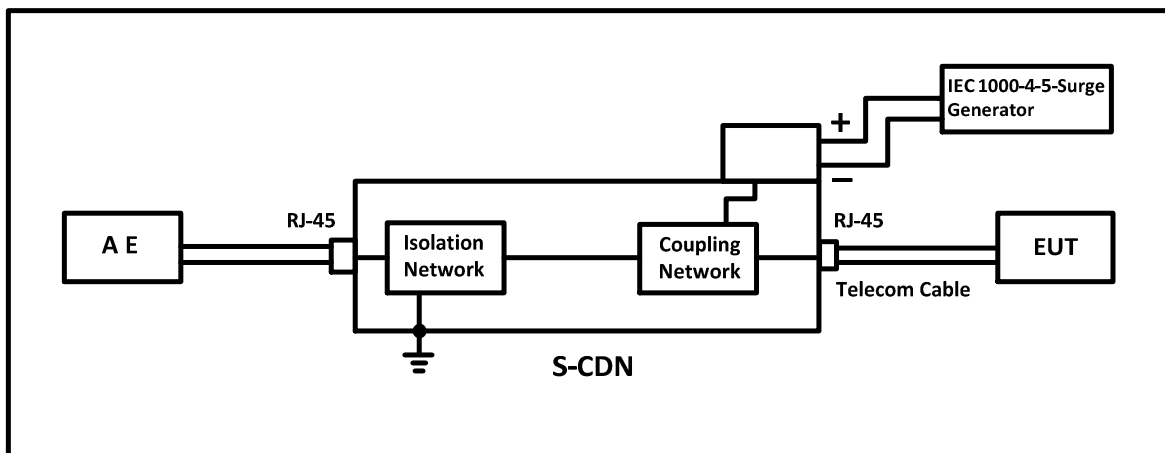 IEC 1000-4-5-Surge
Generator
+
−
A E
RJ-45
Isolation
Network
Coupling
Network
RJ-45
EUT
Telecom Cable
S-CDN